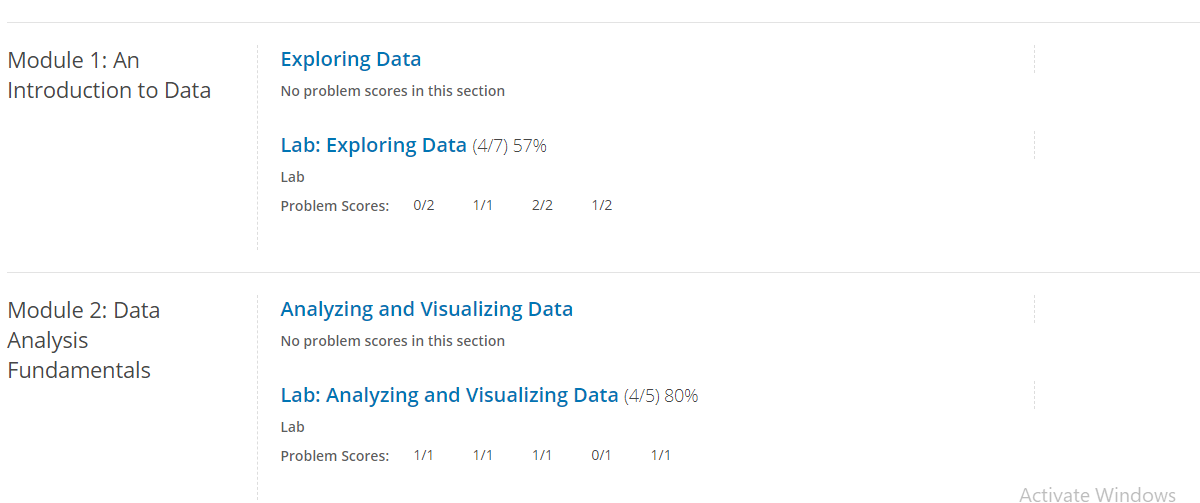 Module 1: An
Introduction to Data
Exploring Data
No problem scores in this section
Lab: Exploring Data (4/7) 57%
Lab
Problem Scores: 0/2 1/1 2/2 1/2
Module 2: Data
Analysis
Fundamentals
Analyzing and Visualizing Data
No problem scores in this section
Lab: Analyzing and Visualizing Data (4/5) 80%
Lab
Problem Scores: 1/1 1/1 1/1 0/1 1/1
Activate Windows